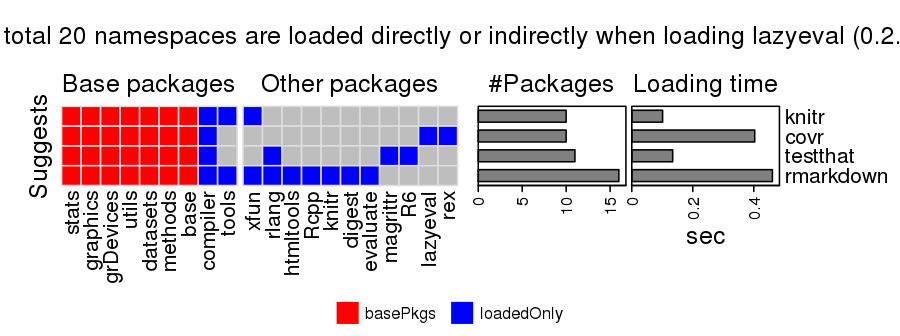 total 20 namespaces are loaded directly or indirectly when loading lazyeval (0.2.
Base packages
Other packages
#Packages
Loading time
Suggests
knitr
covr
testthat
rmarkdown
stats
graphics
grDevices
utils
datasets
methods
base
compiler
tools
xfun
rlang
htmltools
Rcpp
knitr
digest
evaluate
magrittr
R6
lazyeval
rex
0
5
10
15
0
0.2
0.4
sec
basePkgs
loadedOnly